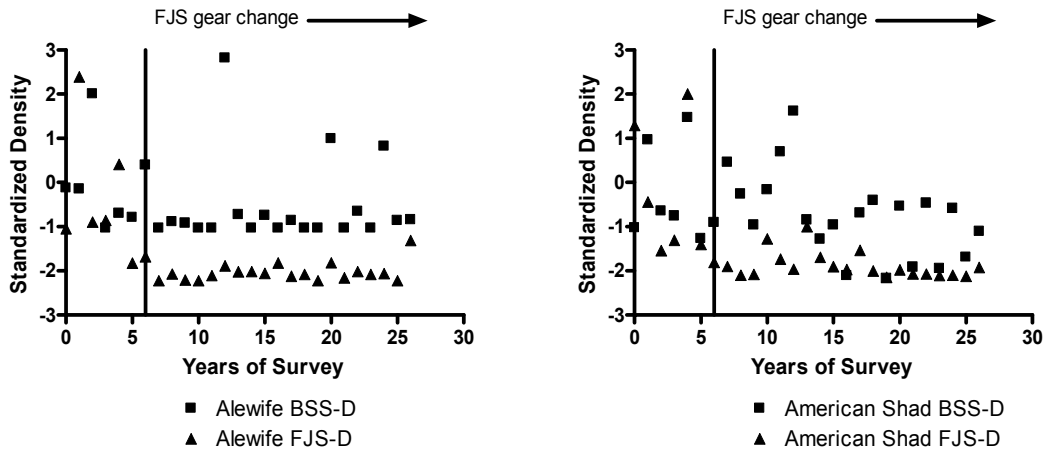 FJS gear change
3
2
1
0
-1
-2
-3
Standardized Density
0 5 10 15 20 25 30
Years of Survey
Alewife BSS-D
Alewife FJS-D
FJS gear change
3
2
1
0
-1
-2
-3
Standardized Density
0 5 10 15 20 25 30
Years of Survey
American Shad BSS-D
American Shad FJS-D